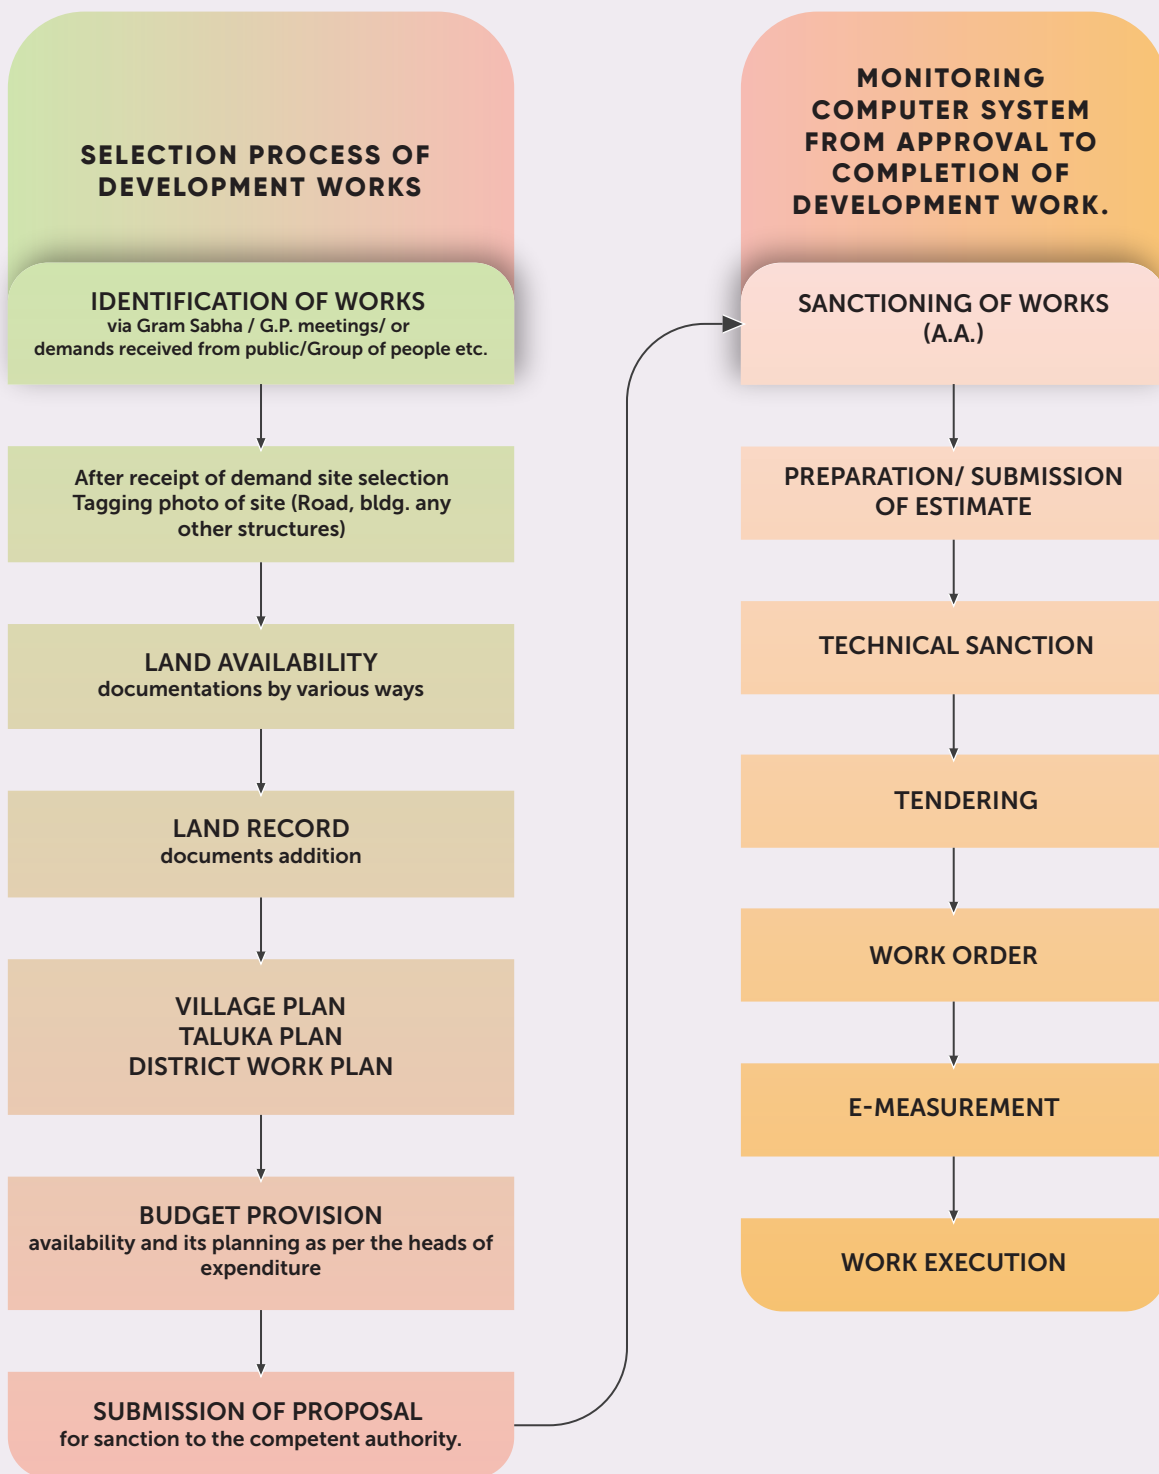 SELECTION PROCESS OF
DEVELOPMENT WORKS
IDENTIFICATION OF WORKS
via Gram Sabha / G.P. meetings/ or
demands received from public/Group of people etc.
After receipt of demand site selection
Tagging photo of site (Road, bldg. any
other structures)
LAND AVAILABILITY
documentations by various ways
LAND RECORD
documents addition
VILLAGE PLAN
TALUKA PLAN
DISTRICT WORK PLAN
BUDGET PROVISION
availability and its planning as per the heads of
expenditure
SUBMISSION OF PROPOSAL
for sanction to the competent authority.
MONITORING
COMPUTER SYSTEM
FROM APPROVAL TO
COMPLETION OF
DEVELOPMENT WORK.
SANCTIONING OF WORKS
(A.A.)
PREPARATION/ SUBMISSION
OF ESTIMATE
TECHNICAL SANCTION
TENDERING
WORK ORDER
E-MEASUREMENT
WORK EXECUTION